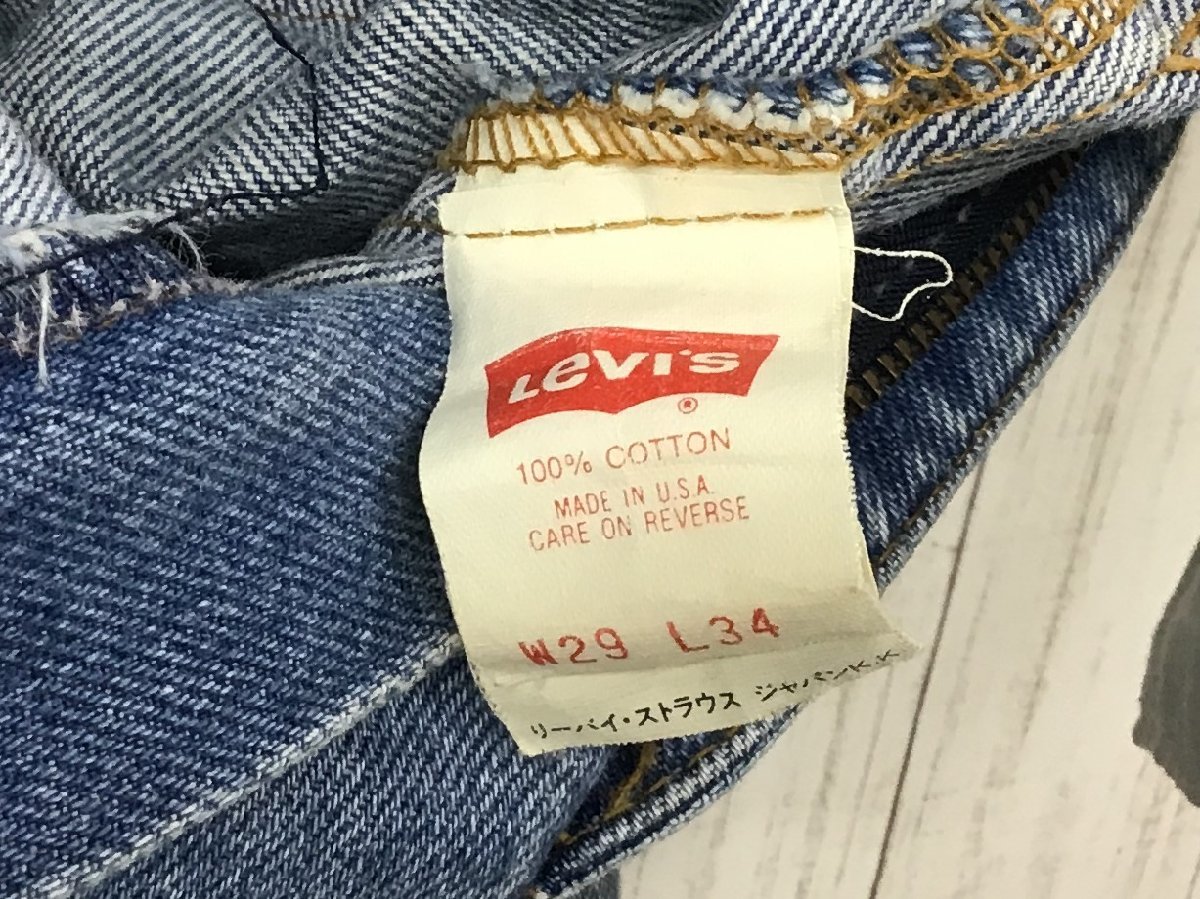 Levi's ®
100% COTTON
MADE IN U.S.A.
CARE ON REVERSE
W29 L34
リーバイ・ストラウス ジャパンK.K